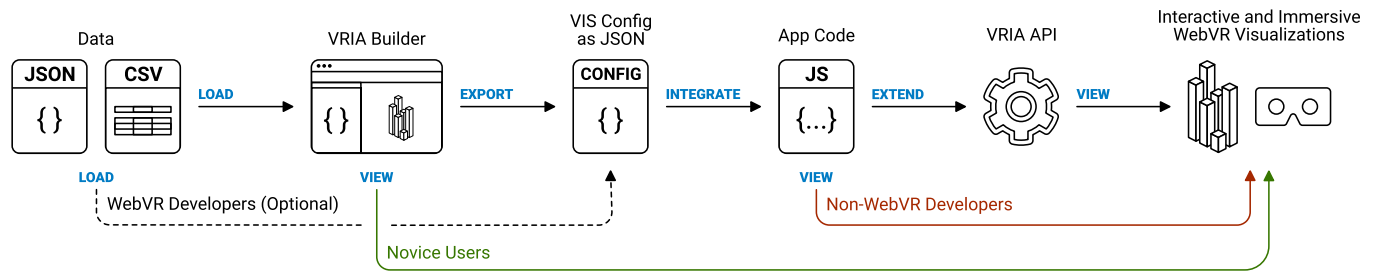 Data
VRIA Builder
VIS Config
as JSON
App Code
VRIA API
Interactive and Immersive
WebVR Visualizations
JSON
CSV
CONFIG
JS
{ }
{ }
{ }
{...}
LOAD
EXPORT
INTEGRATE
EXTEND
VIEW
LOAD
VIEW
VIEW
WebVR Developers (Optional)
Non-WebVR Developers
Novice Users